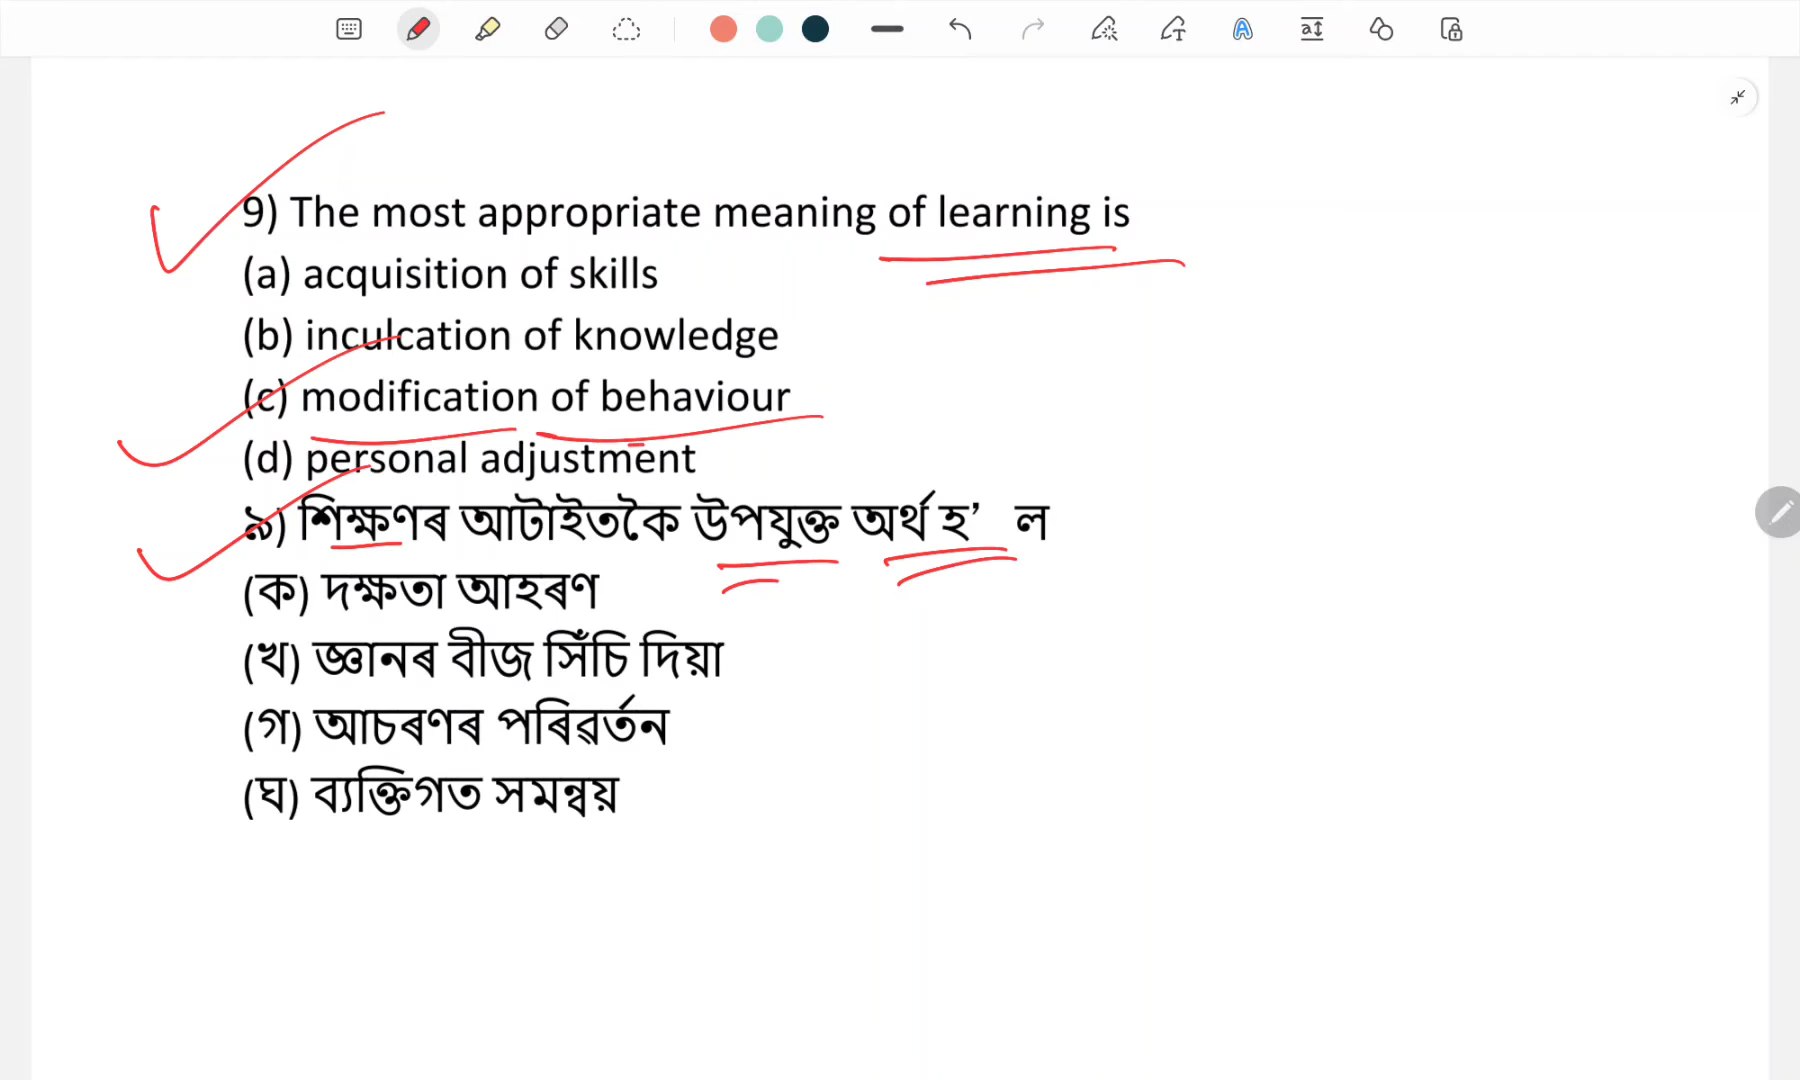 9) The most appropriate meaning of learning is
(a) acquisition of skills
(b) inculcation of knowledge
(c) modification of behaviour
(d) personal adjustment
৯) শিক্ষণৰ আটাইতকৈ উপযুক্ত অৰ্থ হ’ ল
(ক) দক্ষতা আহৰণ
(খ) জ্ঞানৰ বীজ সিঁচি দিয়া
(গ) আচৰণৰ পৰিৱৰ্তন
(ঘ) ব্যক্তিগত সমন্বয়